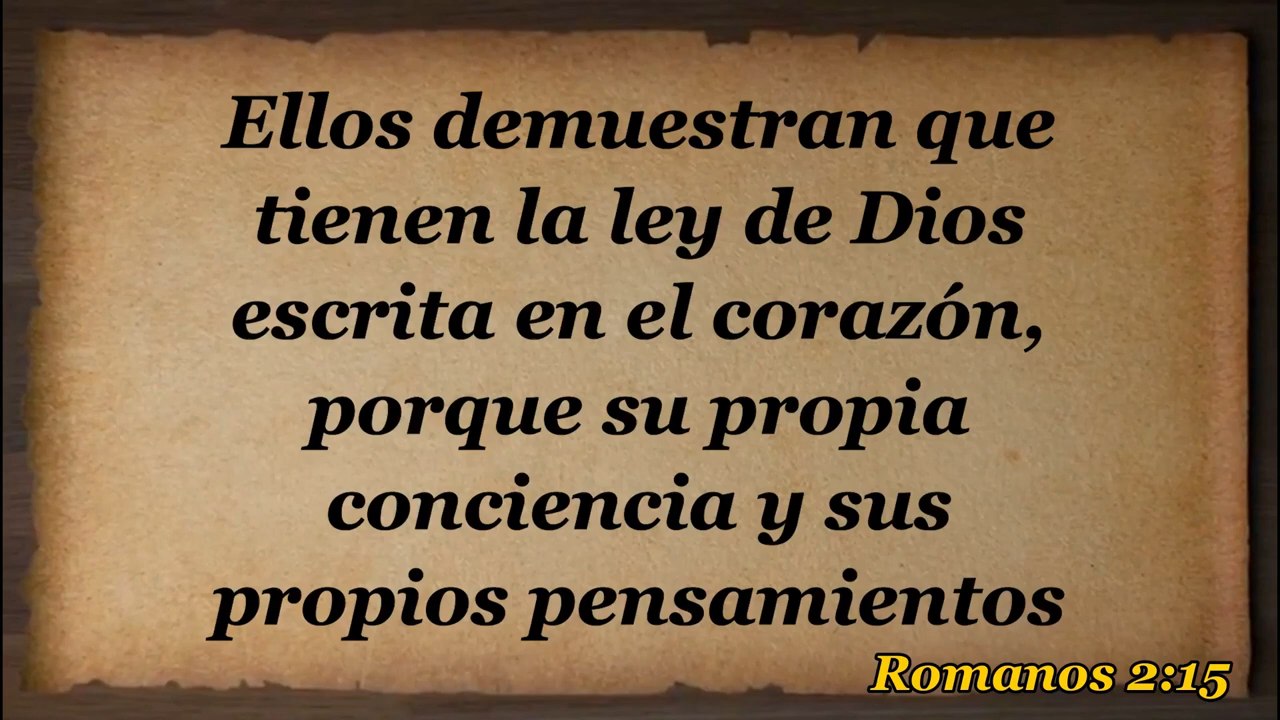 Ellos demuestran que
tienen la ley de Dios
escrita en el corazón,
porque su propia
conciencia y sus
propios pensamientos
Romanos 2:15